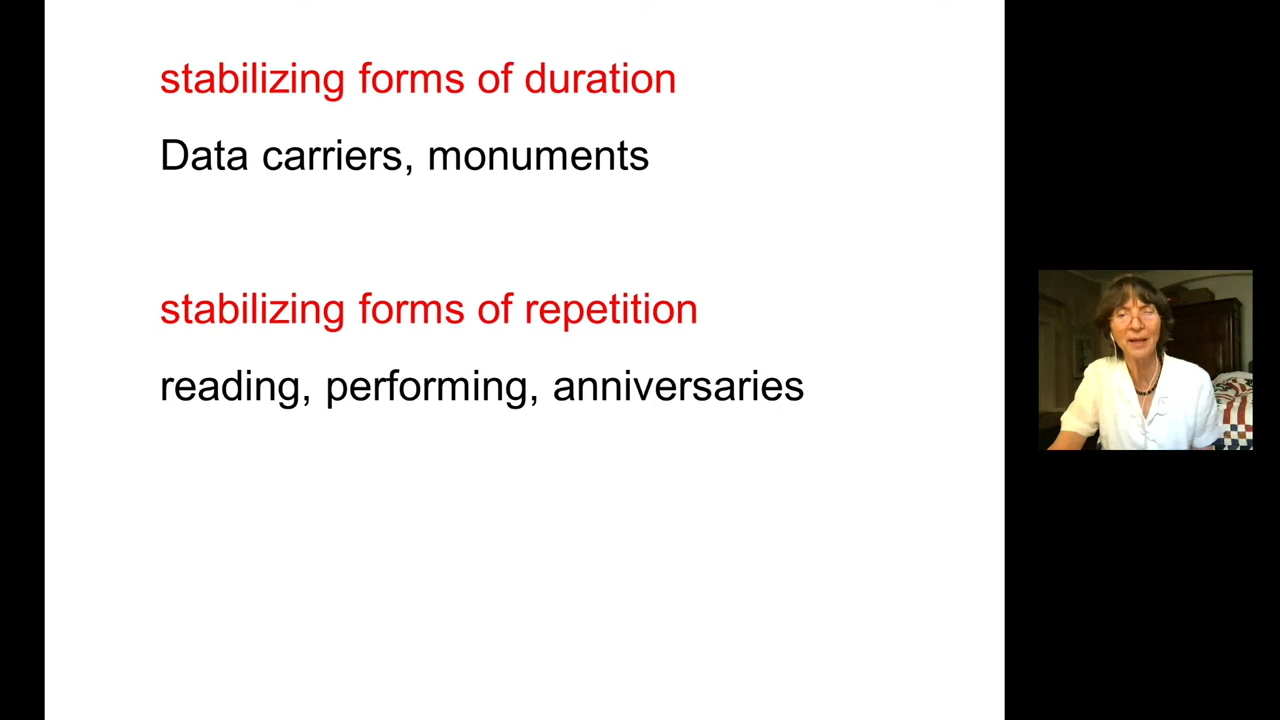 stabilizing forms of duration
Data carriers, monuments
stabilizing forms of repetition
reading, performing, anniversaries